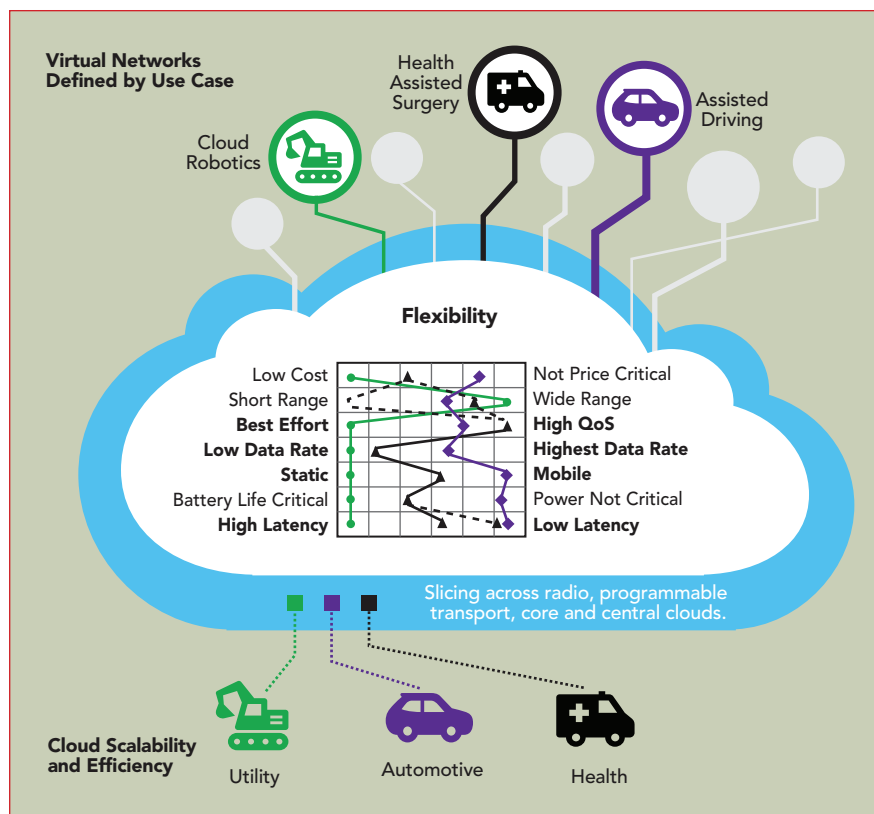 Virtual Networks
Defined by Use Case
Health
Assisted
Surgery
Assisted
Driving
Cloud
Robotics
Flexibility
Low Cost
Not Price Critical
Short Range
Wide Range
Best Effort
High QoS
Low Data Rate
Highest Data Rate
Static
Mobile
Battery Life Critical
Power Not Critical
High Latency
Low Latency
Slicing across radio, programmable
transport, core and central clouds.
Cloud Scalability
and Efficiency
Utility
Automotive
Health